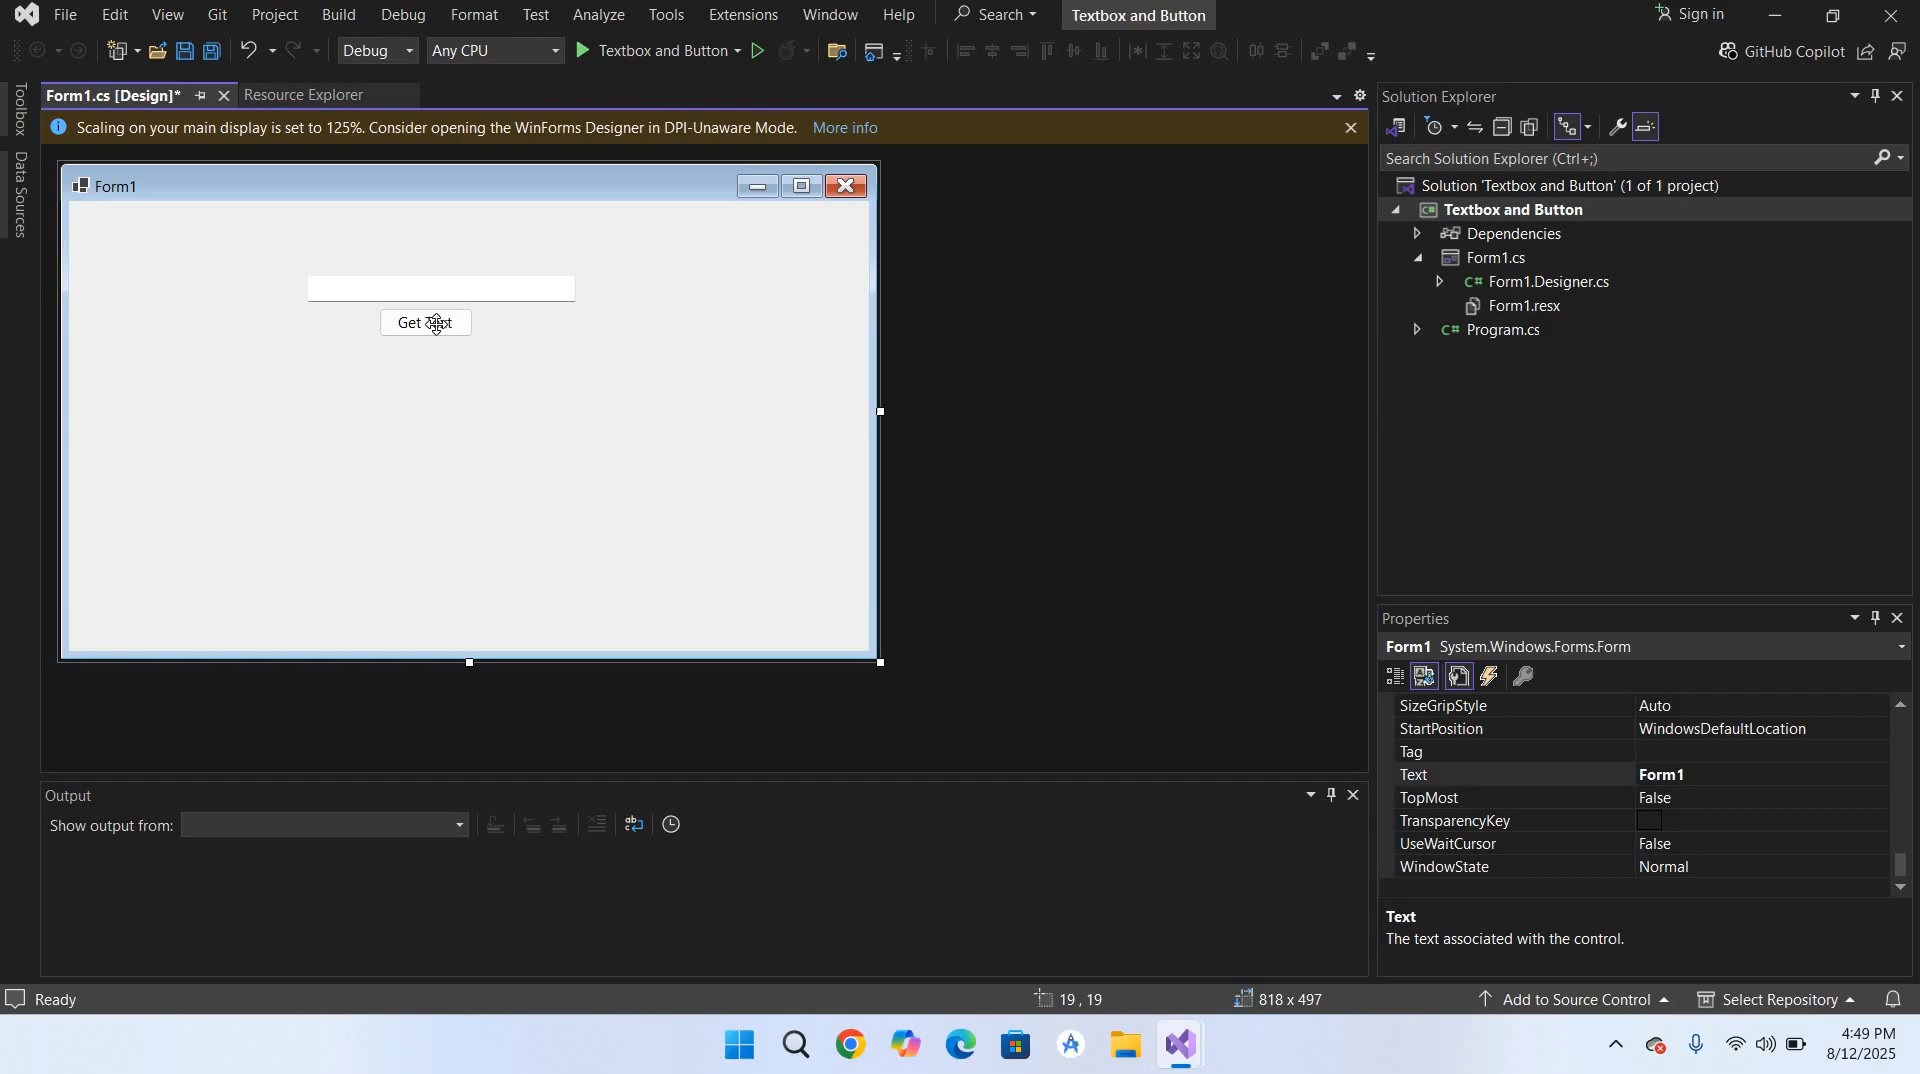 File Edit View Git Project Build Debug Format Test Analyze Tools Extensions Window Help Search Textbox and Button Sign in
Debug Any CPU Textbox and Button GitHub Copilot
Toolbox
Data Sources
Form1.cs [Design]* Resource Explorer
Scaling on your main display is set to 125%. Consider opening the WinForms Designer in DPI-Unaware Mode. More info
Form1
Get Text
Output
Show output from:
Solution Explorer
Search Solution Explorer (Ctrl+;)
Solution 'Textbox and Button' (1 of 1 project)
Textbox and Button
Dependencies
Form1.cs
C# Form1.Designer.cs
Form1.resx
C# Program.cs
Properties
Form1 System.Windows.Forms.Form
SizeGripStyle Auto
StartPosition WindowsDefaultLocation
Tag
Text Form1
TopMost False
TransparencyKey
UseWaitCursor False
WindowState Normal
Text
The text associated with the control.
Ready 19 , 19 818 x 497 Add to Source Control Select Repository
4:49 PM
8/12/2025